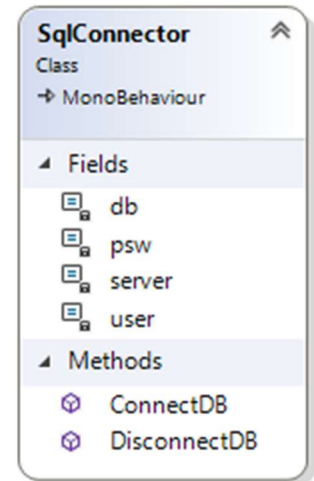 SqlConnector
Class
MonoBehaviour
Fields
db
psw
server
user
Methods
ConnectDB
DisconnectDB